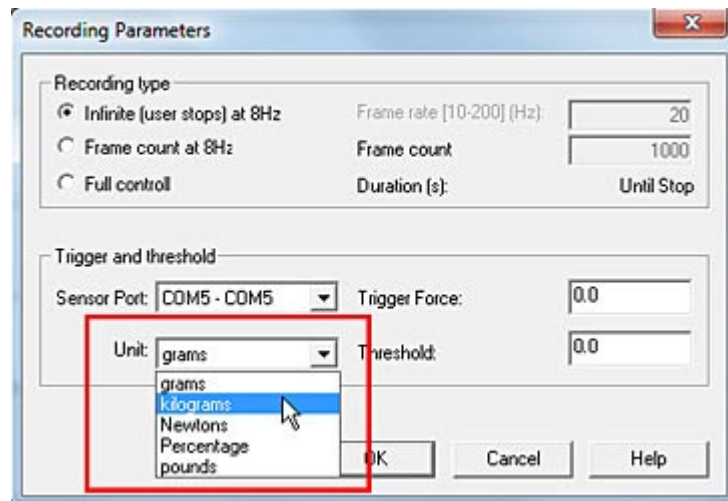 Recording Parameters
Recording type
Infinite (user stops) at 8Hz Frame rate [10-200] (Hz): 20
Frame count at 8Hz Frame count 1000
Full controll Duration (s): Until Stop
Trigger and threshold
Sensor Port: COM5 - COM5 Trigger Force: 0.0
Unit: grams Threshold: 0.0
grams
kilograms
Newtons
Percentage
pounds
OK Cancel Help